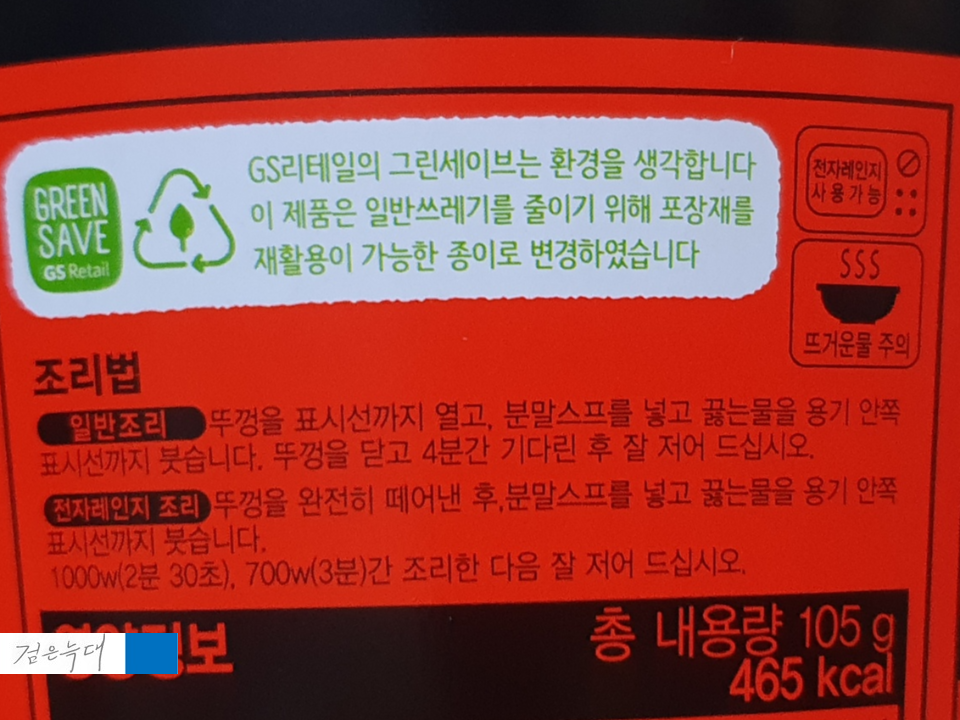 GREEN
SAVE
GS Retail
GS리테일의 그린세이브는 환경을 생각합니다
이 제품은 일반쓰레기를 줄이기 위해 포장재를
재활용이 가능한 종이로 변경하였습니다
전자레인지
사용가능
SSS
뜨거운물 주의
조리법
일반조리 뚜껑을 표시선까지 열고, 분말스프를 넣고 끓는물을 용기 안쪽
표시선까지 붓습니다. 뚜껑을 닫고 4분간 기다린 후 잘 저어 드십시오.
전자레인지 조리 뚜껑을 완전히 떼어낸 후,분말스프를 넣고 끓는물을 용기 안쪽
표시선까지 붓습니다.
1000w(2분 30초), 700w(3분)간 조리한 다음 잘 저어 드십시오.
총 내용량 105 g
465 kcal
검은늑대